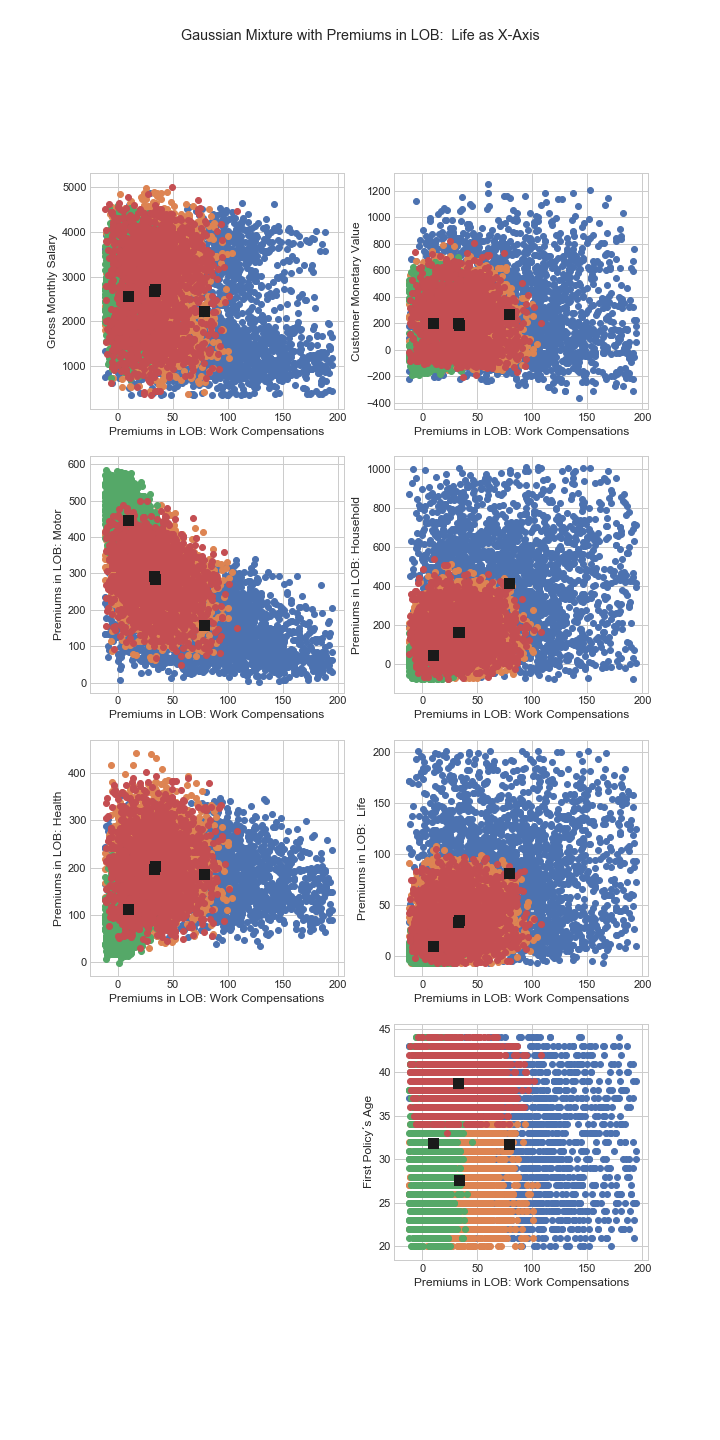 Gaussian Mixture with Premiums in LOB:  Life as X-Axis
5000
4000
3000
2000
1000
Gross Monthly Salary
0 50 100 150 200
Premiums in LOB: Work Compensations
1200
1000
800
600
400
200
0
−200
−400
Customer Monetary Value
0 50 100 150 200
Premiums in LOB: Work Compensations
600
500
400
300
200
100
0
Premiums in LOB: Motor
0 50 100 150 200
Premiums in LOB: Work Compensations
1000
800
600
400
200
0
Premiums in LOB: Household
0 50 100 150 200
Premiums in LOB: Work Compensations
400
300
200
100
0
Premiums in LOB: Health
0 50 100 150 200
Premiums in LOB: Work Compensations
200
150
100
50
0
Premiums in LOB:  Life
0 50 100 150 200
Premiums in LOB: Work Compensations
45
40
35
30
25
20
First Policy´s Age
0 50 100 150 200
Premiums in LOB: Work Compensations